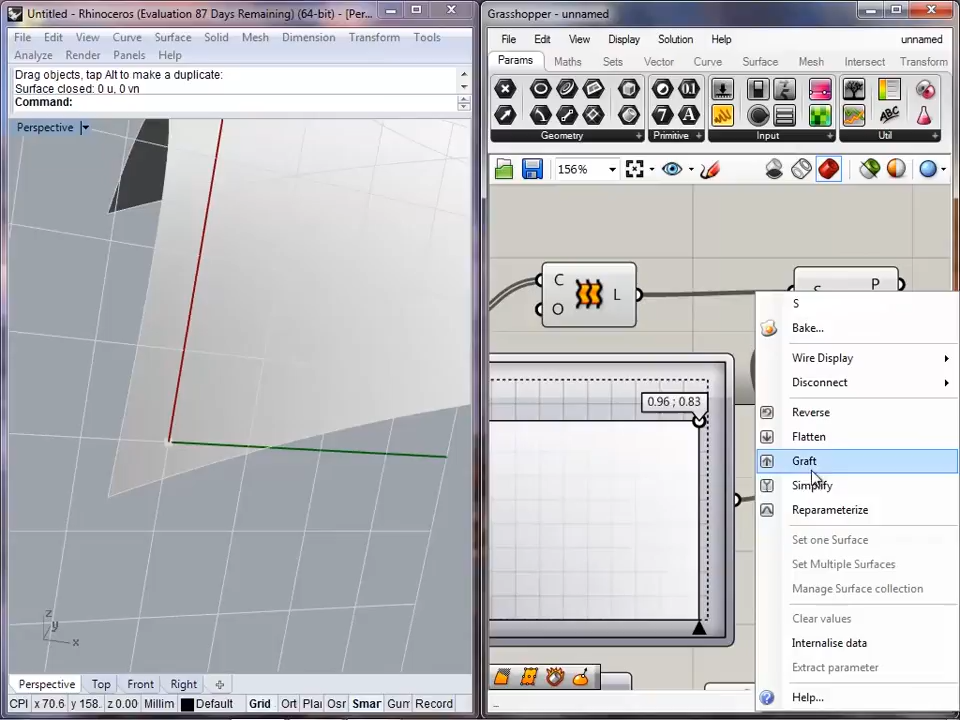 Untitled - Rhinoceros (Evaluation 87 Days Remaining) (64-bit) - [Per...
File Edit View Curve Surface Solid Mesh Dimension Transform Tools
Analyze Render Panels Help
Drag objects, tap Alt to make a duplicate:
Surface closed: 0 u, 0 vn
Command:
Perspective
z
y
x
Perspective Top Front Right
CPl x 70.6 y 158. z 0.00 Millim Default Grid Ort Plai Osr Smar Gum Record
Grasshopper - unnamed
File Edit View Display Solution Help unnamed
Params Maths Sets Vector Curve Surface Mesh Intersect Transform
Geometry Primitive Input Util
156%
C
O
L
S
P
0.96 ; 0.83
S
Bake...
Wire Display
Disconnect
Reverse
Flatten
Graft
Simplify
Reparameterize
Set one Surface
Set Multiple Surfaces
Manage Surface collection
Clear values
Internalise data
Extract parameter
Help...